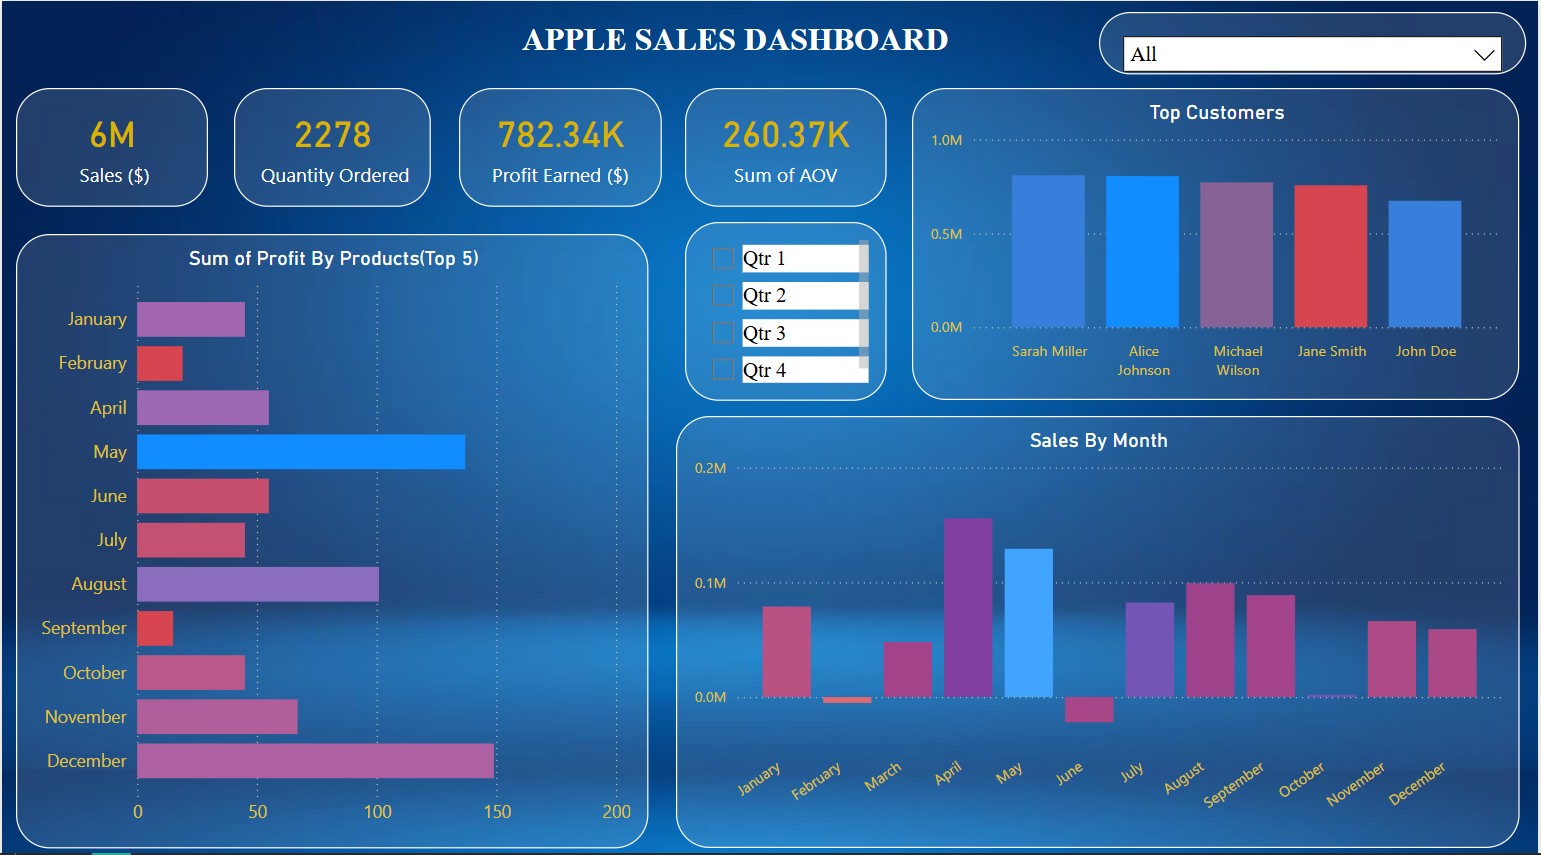 APPLE SALES DASHBOARD
All
6M
Sales ($)
2278
Quantity Ordered
782.34K
Profit Earned ($)
260.37K
Sum of AOV
Top Customers
1.0M
0.5M
0.0M
Sarah Miller
Alice
Johnson
Michael
Wilson
Jane Smith
John Doe
Qtr 1
Qtr 2
Qtr 3
Qtr 4
Sum of Profit By Products(Top 5)
January
February
April
May
June
July
August
September
October
November
December
0
50
100
150
200
Sales By Month
0.2M
0.1M
0.0M
January
February
March
April
May
June
July
August
September
October
November
December